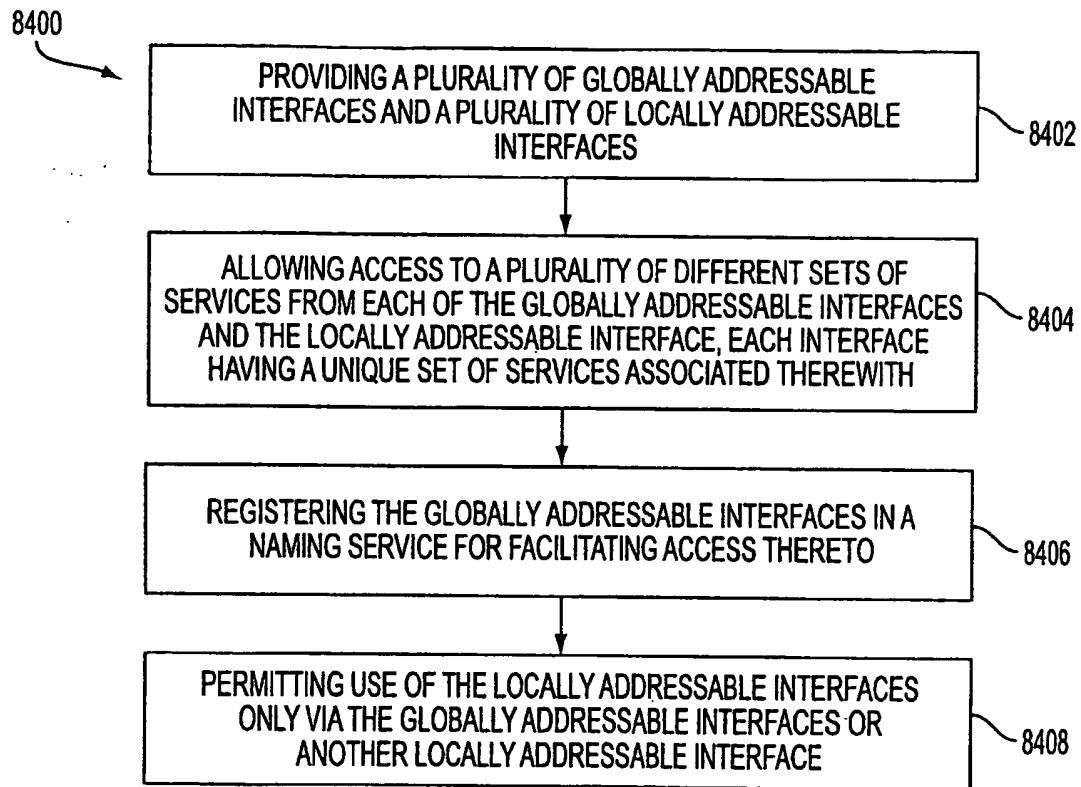 8400
PROVIDING A PLURALITY OF GLOBALLY ADDRESSABLE
INTERFACES AND A PLURALITY OF LOCALLY ADDRESSABLE
INTERFACES
8402
ALLOWING ACCESS TO A PLURALITY OF DIFFERENT SETS OF
SERVICES FROM EACH OF THE GLOBALLY ADDRESSABLE INTERFACES
AND THE LOCALLY ADDRESSABLE INTERFACE, EACH INTERFACE
HAVING A UNIQUE SET OF SERVICES ASSOCIATED THEREWITH
8404
REGISTERING THE GLOBALLY ADDRESSABLE INTERFACES IN A
NAMING SERVICE FOR FACILITATING ACCESS THERETO
8406
PERMITTING USE OF THE LOCALLY ADDRESSABLE INTERFACES
ONLY VIA THE GLOBALLY ADDRESSABLE INTERFACES OR
ANOTHER LOCALLY ADDRESSABLE INTERFACE
8408